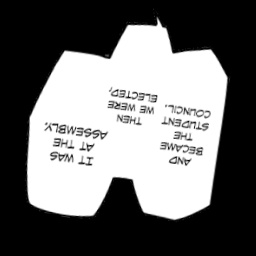 IT WAS
AT THE
ASSEMBLY,
THEN
WE WERE
ELECTED,
AND
BECAME
THE
STUDENT
COUNCIL.